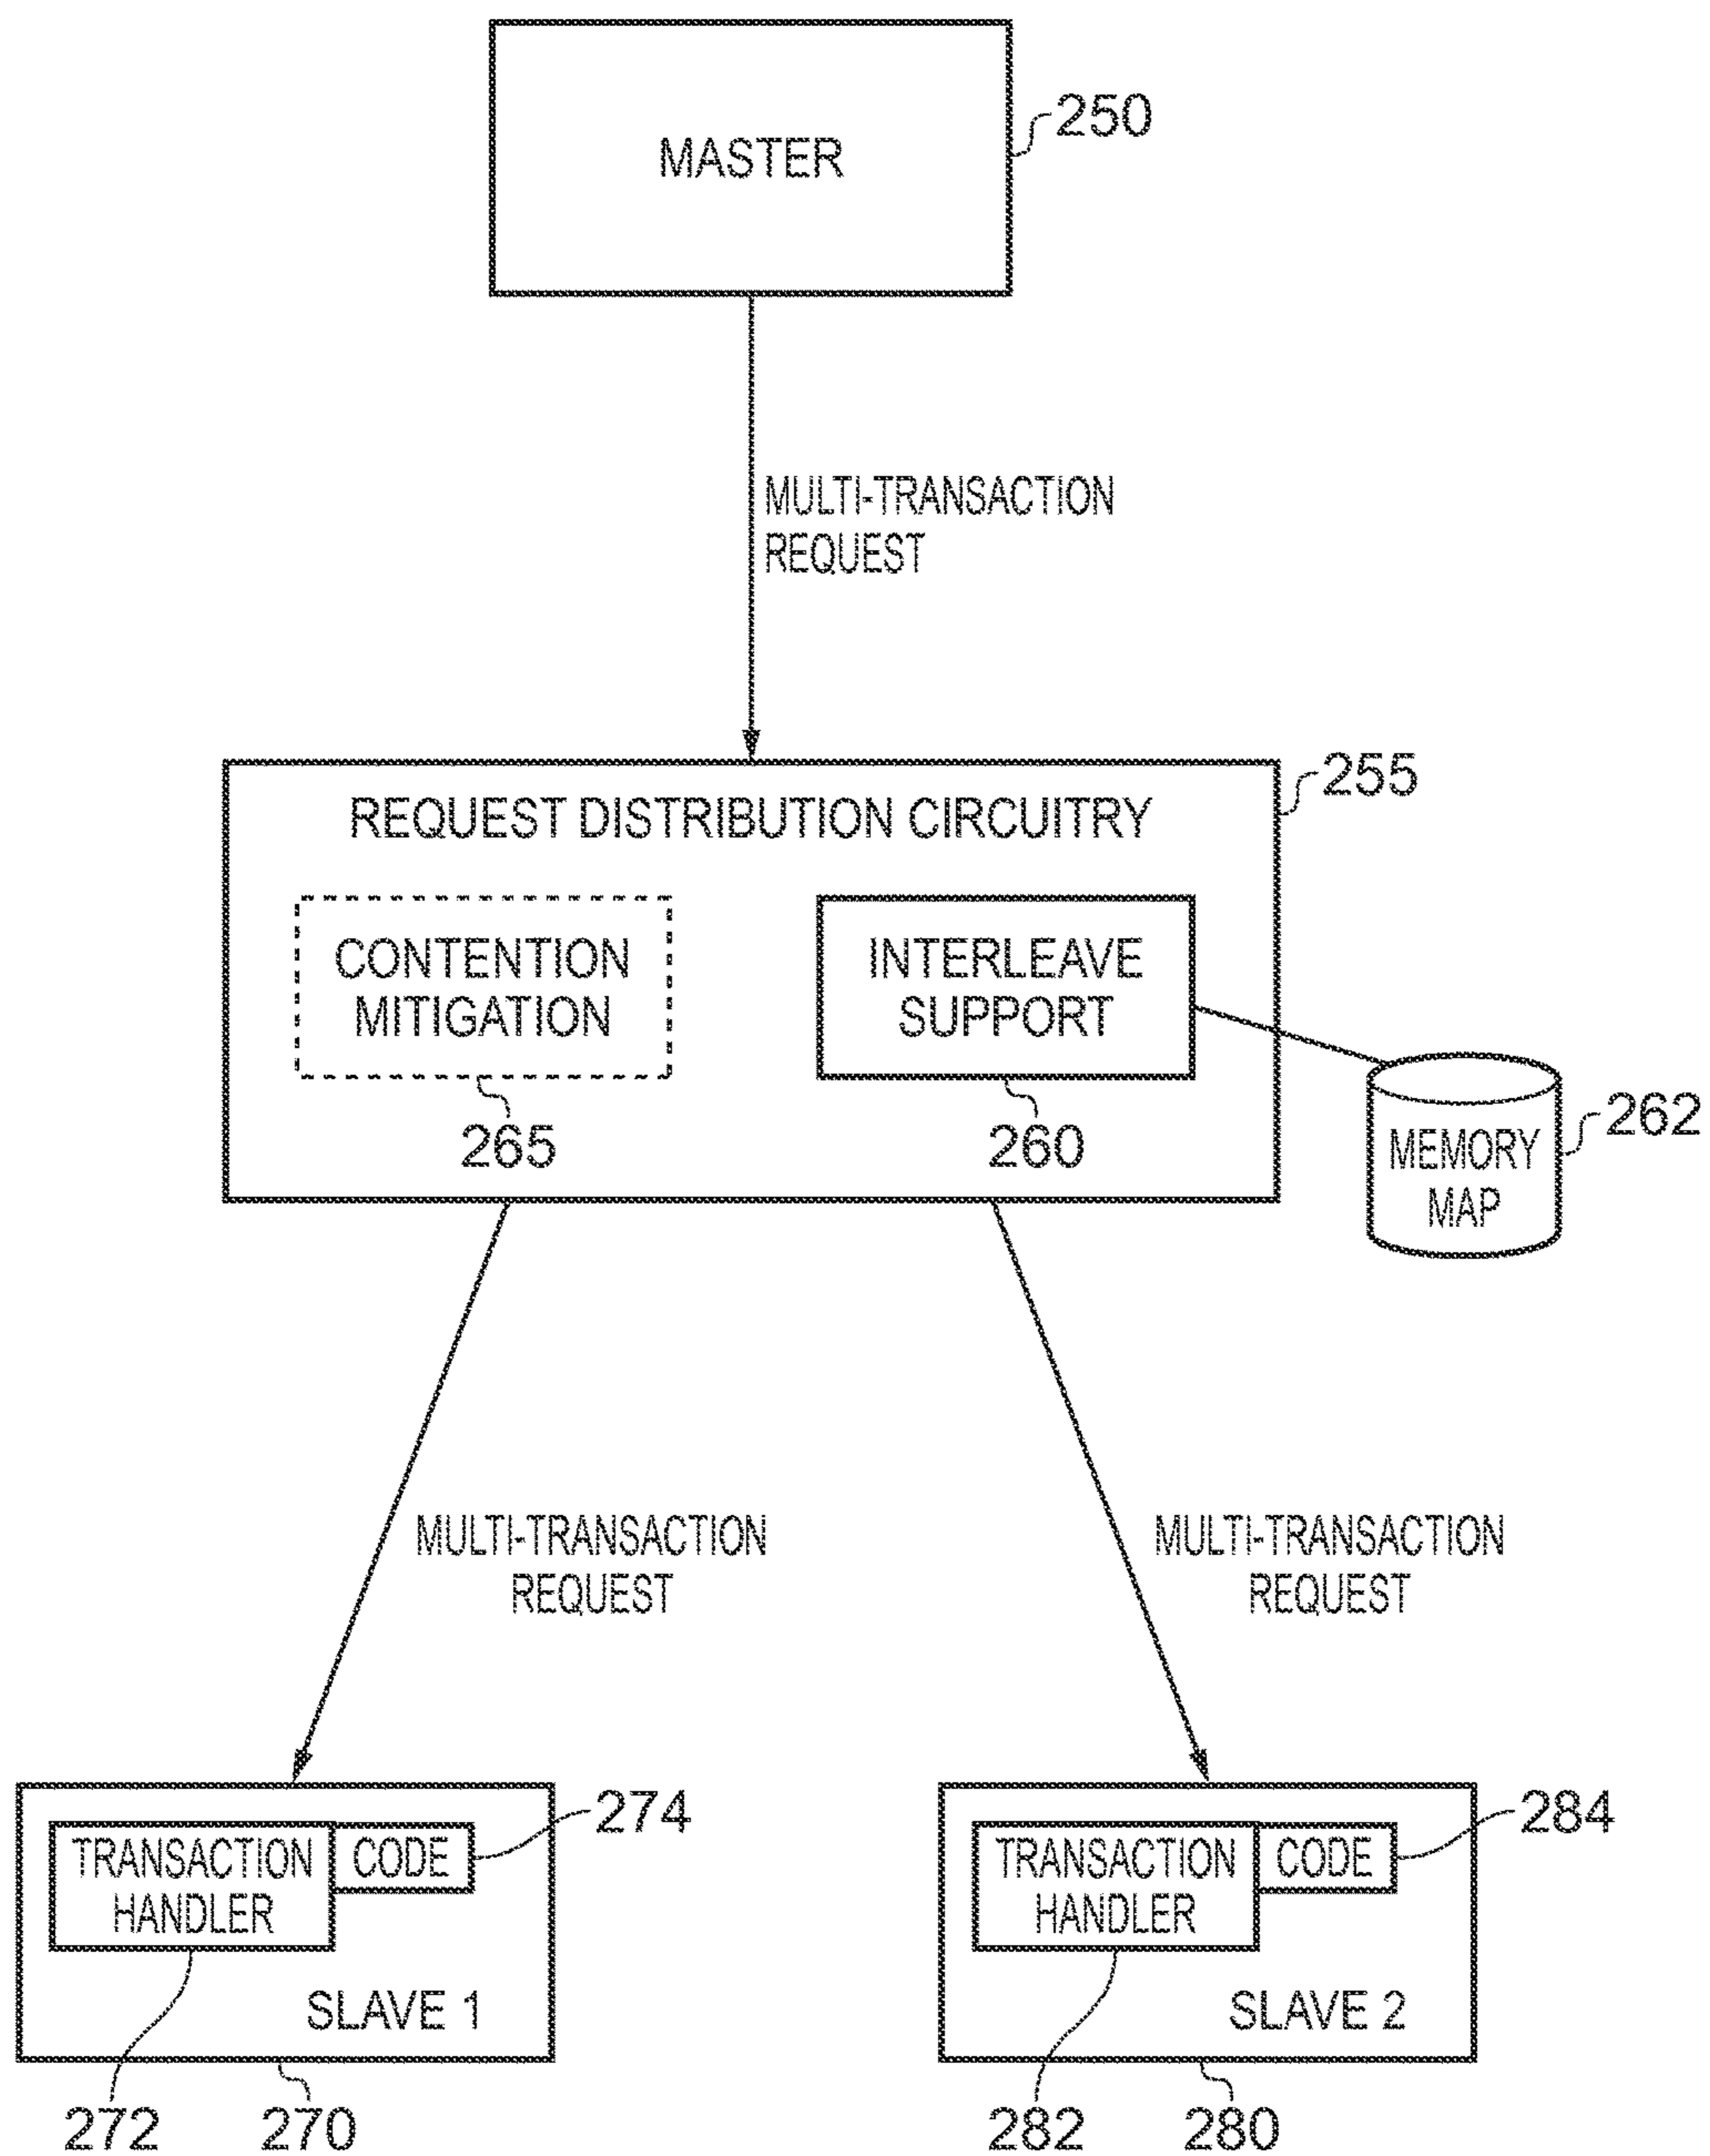 MASTER
250
MULTI-TRANSACTION
REQUEST
255
REQUEST DISTRIBUTION CIRCUITRY
CONTENTION
MITIGATION
265
INTERLEAVE
SUPPORT
260
262
MEMORY
MAP
MULTI-TRANSACTION
REQUEST
MULTI-TRANSACTION
REQUEST
TRANSACTION
HANDLER
CODE
274
SLAVE 1
272
270
TRANSACTION
HANDLER
CODE
284
SLAVE 2
282
280